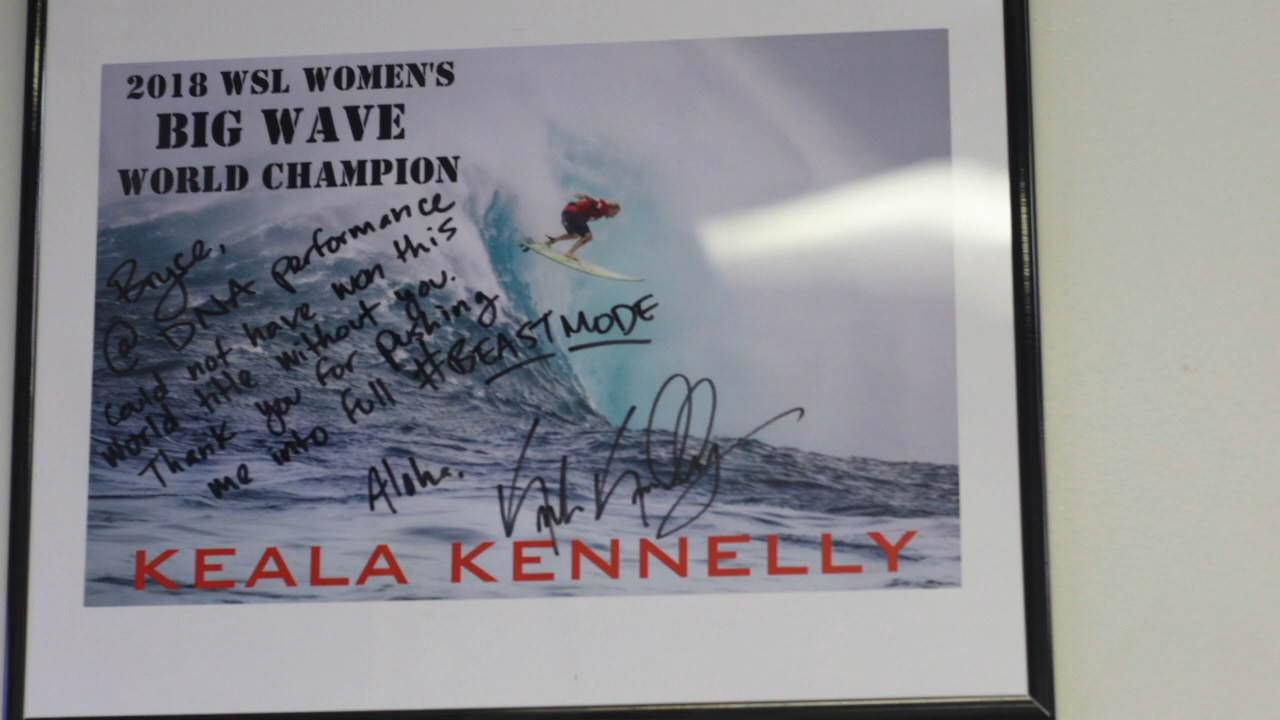 2018 WSL WOMEN'S
BIG WAVE
WORLD CHAMPION
Bryce,
@ DNA performance
could not have won this
world title without you.
Thank you for pushing
me into full #BEASTMODE
Aloha,
KEALA KENNELLY